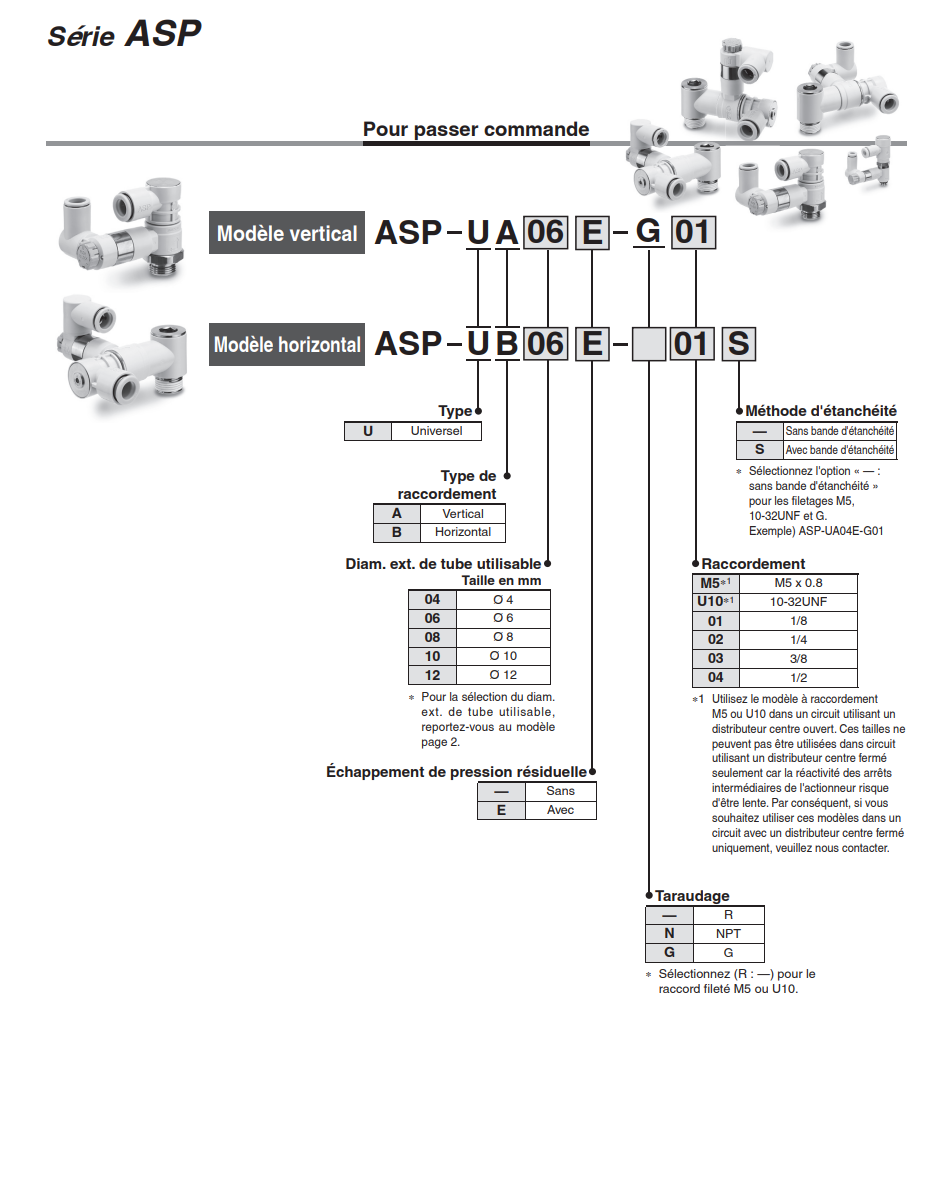 Série ASP
Pour passer commande
Modèle vertical ASP-UA06E-G01
Modèle horizontal ASP-UB06E-01S
Type
U Universel
Type de
raccordement
A Vertical
B Horizontal
Diam. ext. de tube utilisable
Taille en mm
04 Ø 4
06 Ø 6
08 Ø 8
10 Ø 10
12 Ø 12
* Pour la sélection du diam.
ext. de tube utilisable,
reportez-vous au modèle
page 2.
Échappement de pression résiduelle
— Sans
E Avec
Méthode d'étanchéité
— Sans bande d'étanchéité
S Avec bande d'étanchéité
* Sélectionnez l'option « — :
sans bande d'étanchéité »
pour les filetages M5,
10-32UNF et G.
Exemple) ASP-UA04E-G01
Raccordement
M5*1 M5 x 0.8
U10*1 10-32UNF
01 1/8
02 1/4
03 3/8
04 1/2
*1 Utilisez le modèle à raccordement
M5 ou U10 dans un circuit utilisant un
distributeur centre ouvert. Ces tailles ne
peuvent pas être utilisées dans circuit
utilisant un distributeur centre fermé
seulement car la réactivité des arrêts
intermédiaires de l'actionneur risque
d'être lente. Par conséquent, si vous
souhaitez utiliser ces modèles dans un
circuit avec un distributeur centre fermé
uniquement, veuillez nous contacter.
Taraudage
— R
N NPT
G G
* Sélectionnez (R : —) pour le
raccord fileté M5 ou U10.